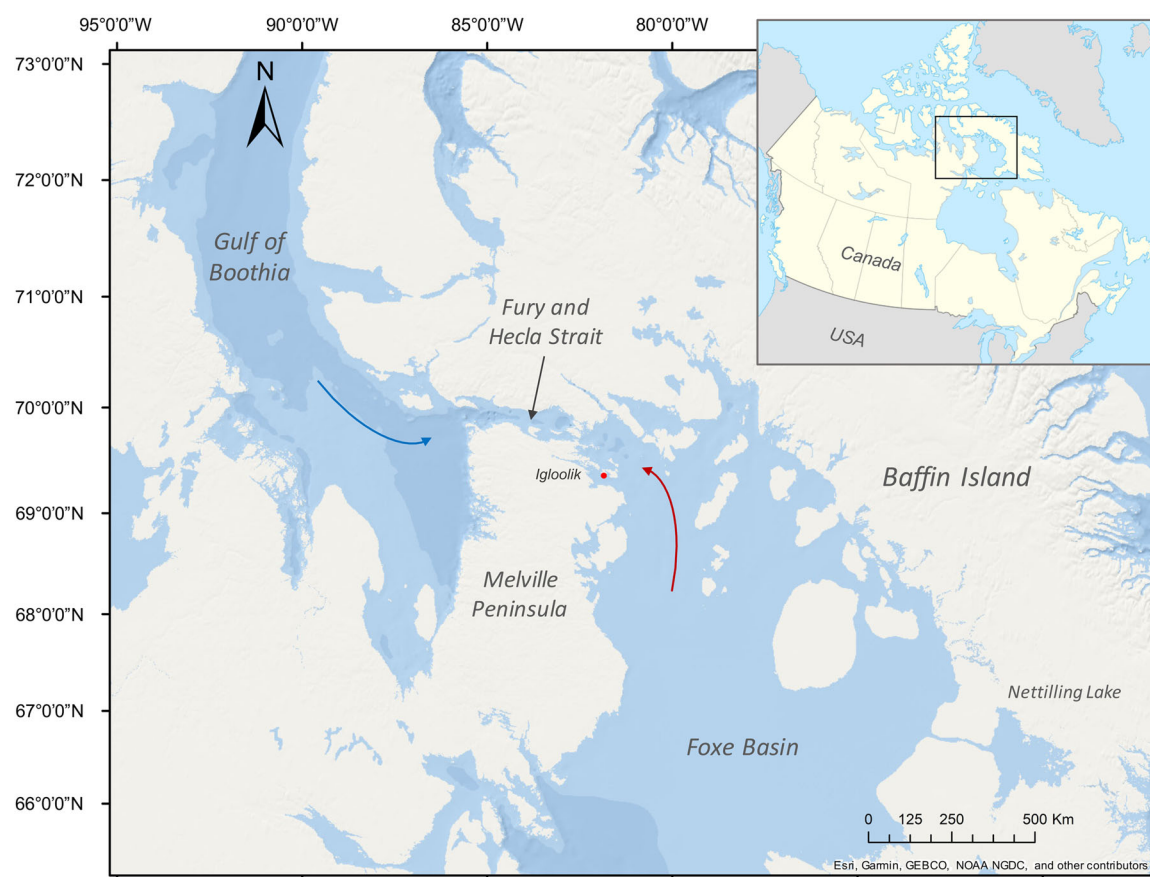 95°0'0"W 90°0'0"W 85°0'0"W 80°0'0"W
73°0'0"N
72°0'0"N
71°0'0"N
70°0'0"N
69°0'0"N
68°0'0"N
67°0'0"N
66°0'0"N
N
Gulf of
Boothia
Fury and
Hecla Strait
Igloolik
Melville
Peninsula
Baffin Island
Nettilling Lake
Foxe Basin
Canada
USA
0 125 250 500 Km
Esri, Garmin, GEBCO, NOAA NGDC, and other contributors